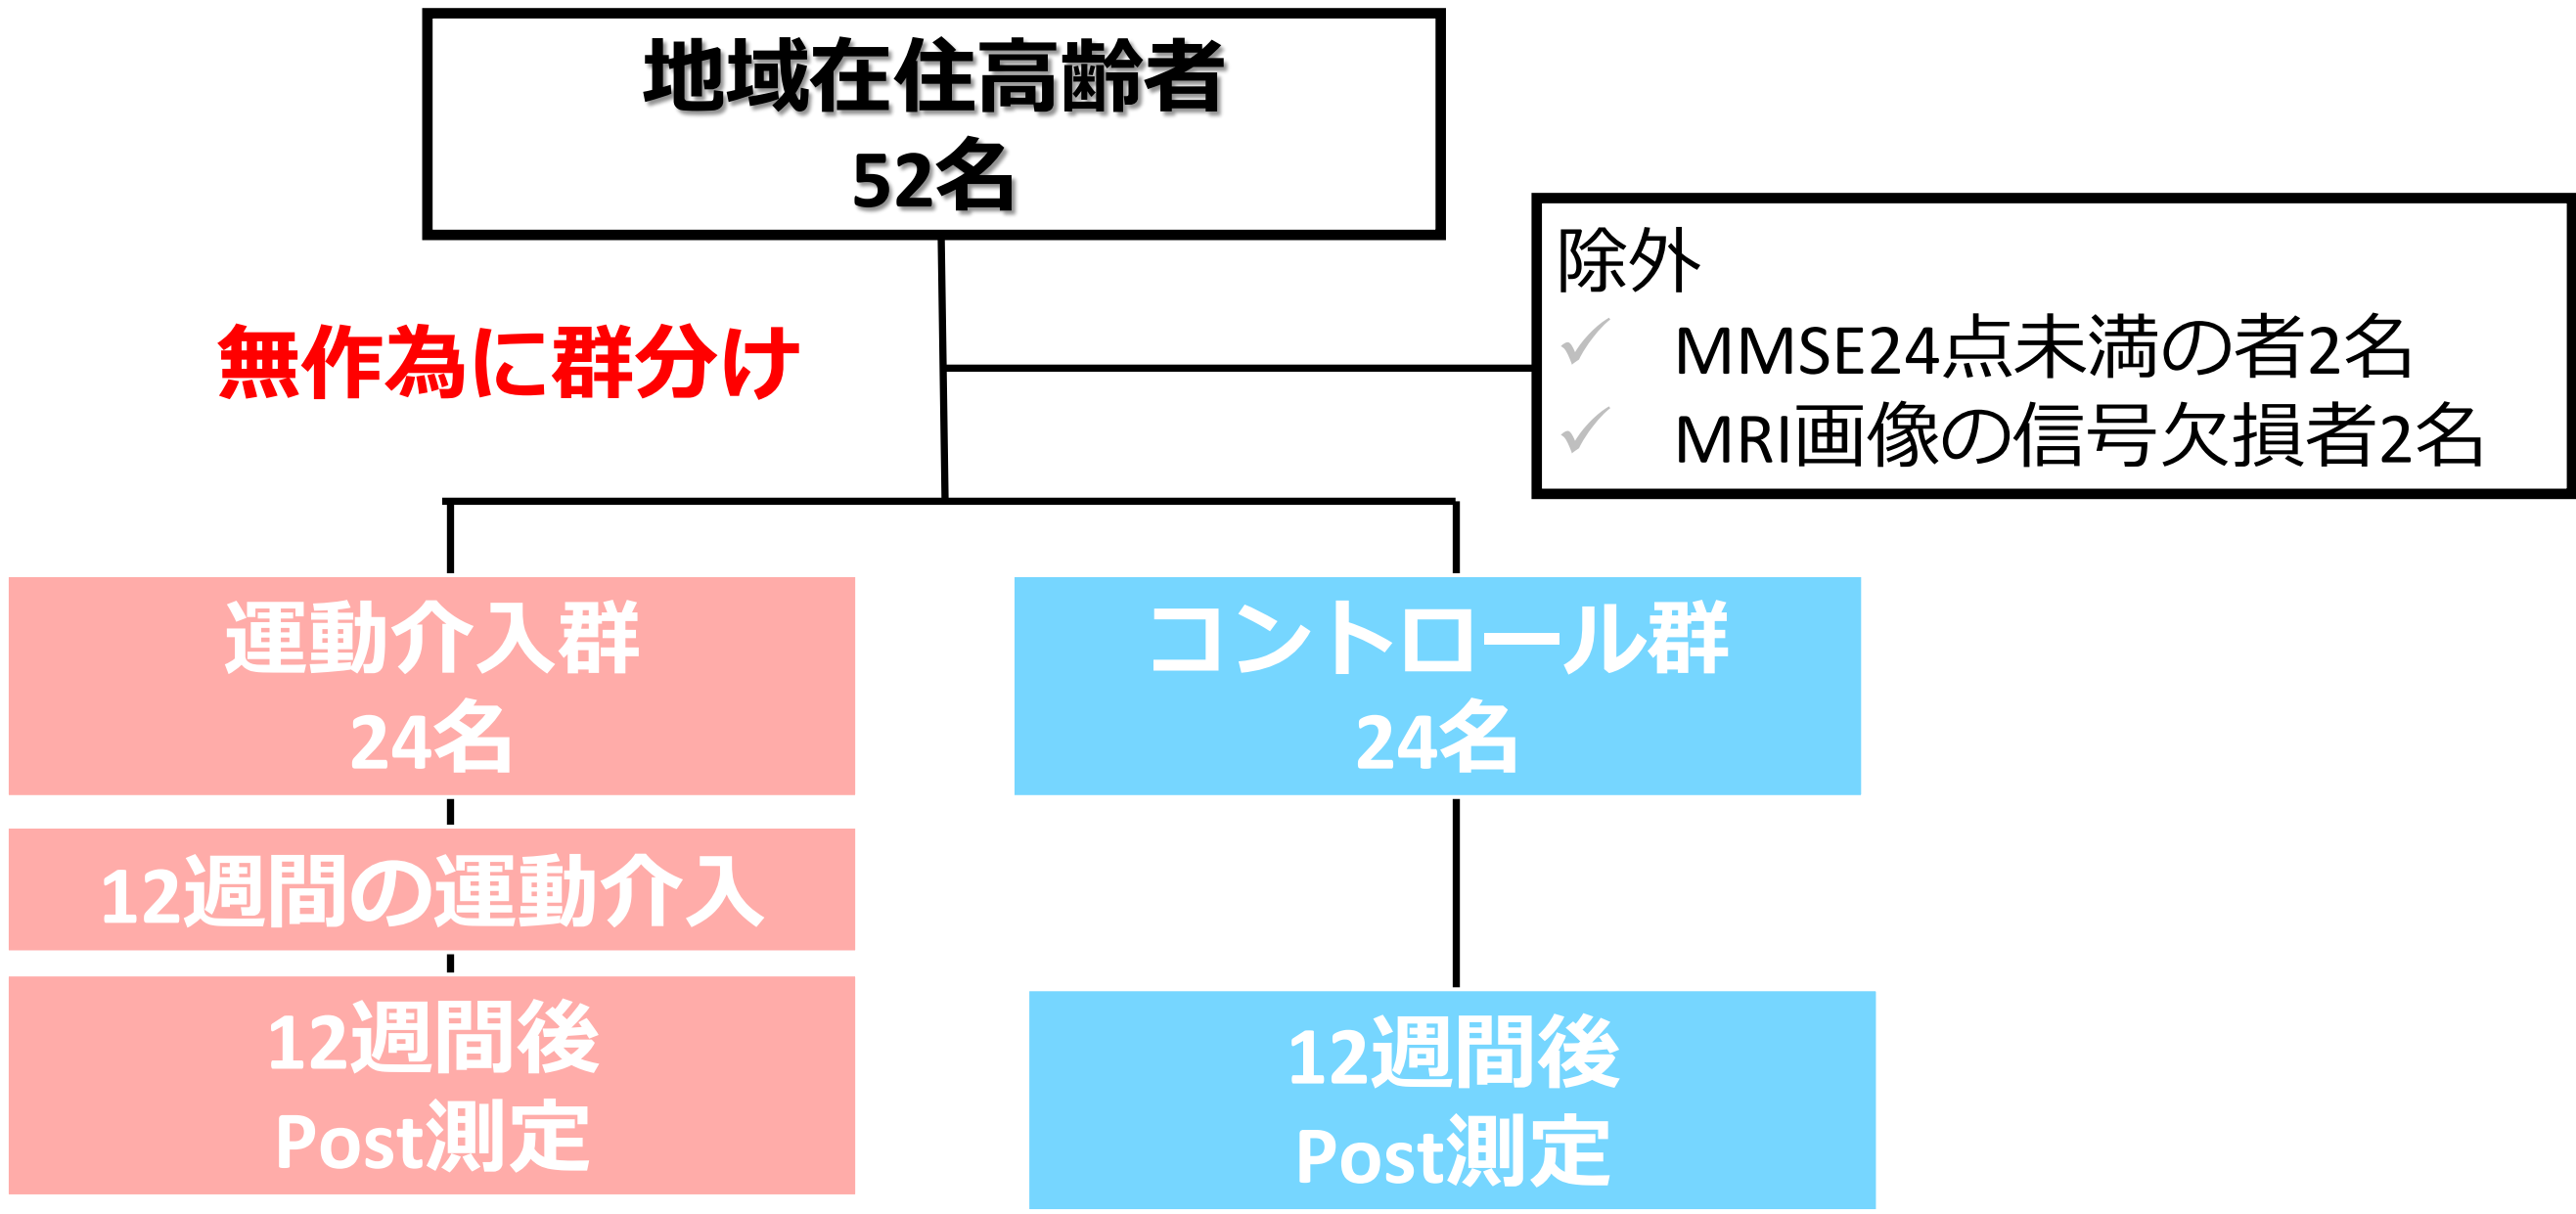 地域在住高齢者
52名
除外
✓ MMSE24点未満の者2名
✓ MRI画像の信号欠損者2名
無作為に群分け
運動介入群
24名
コントロール群
24名
12週間の運動介入
12週間後
Post測定
12週間後
Post測定